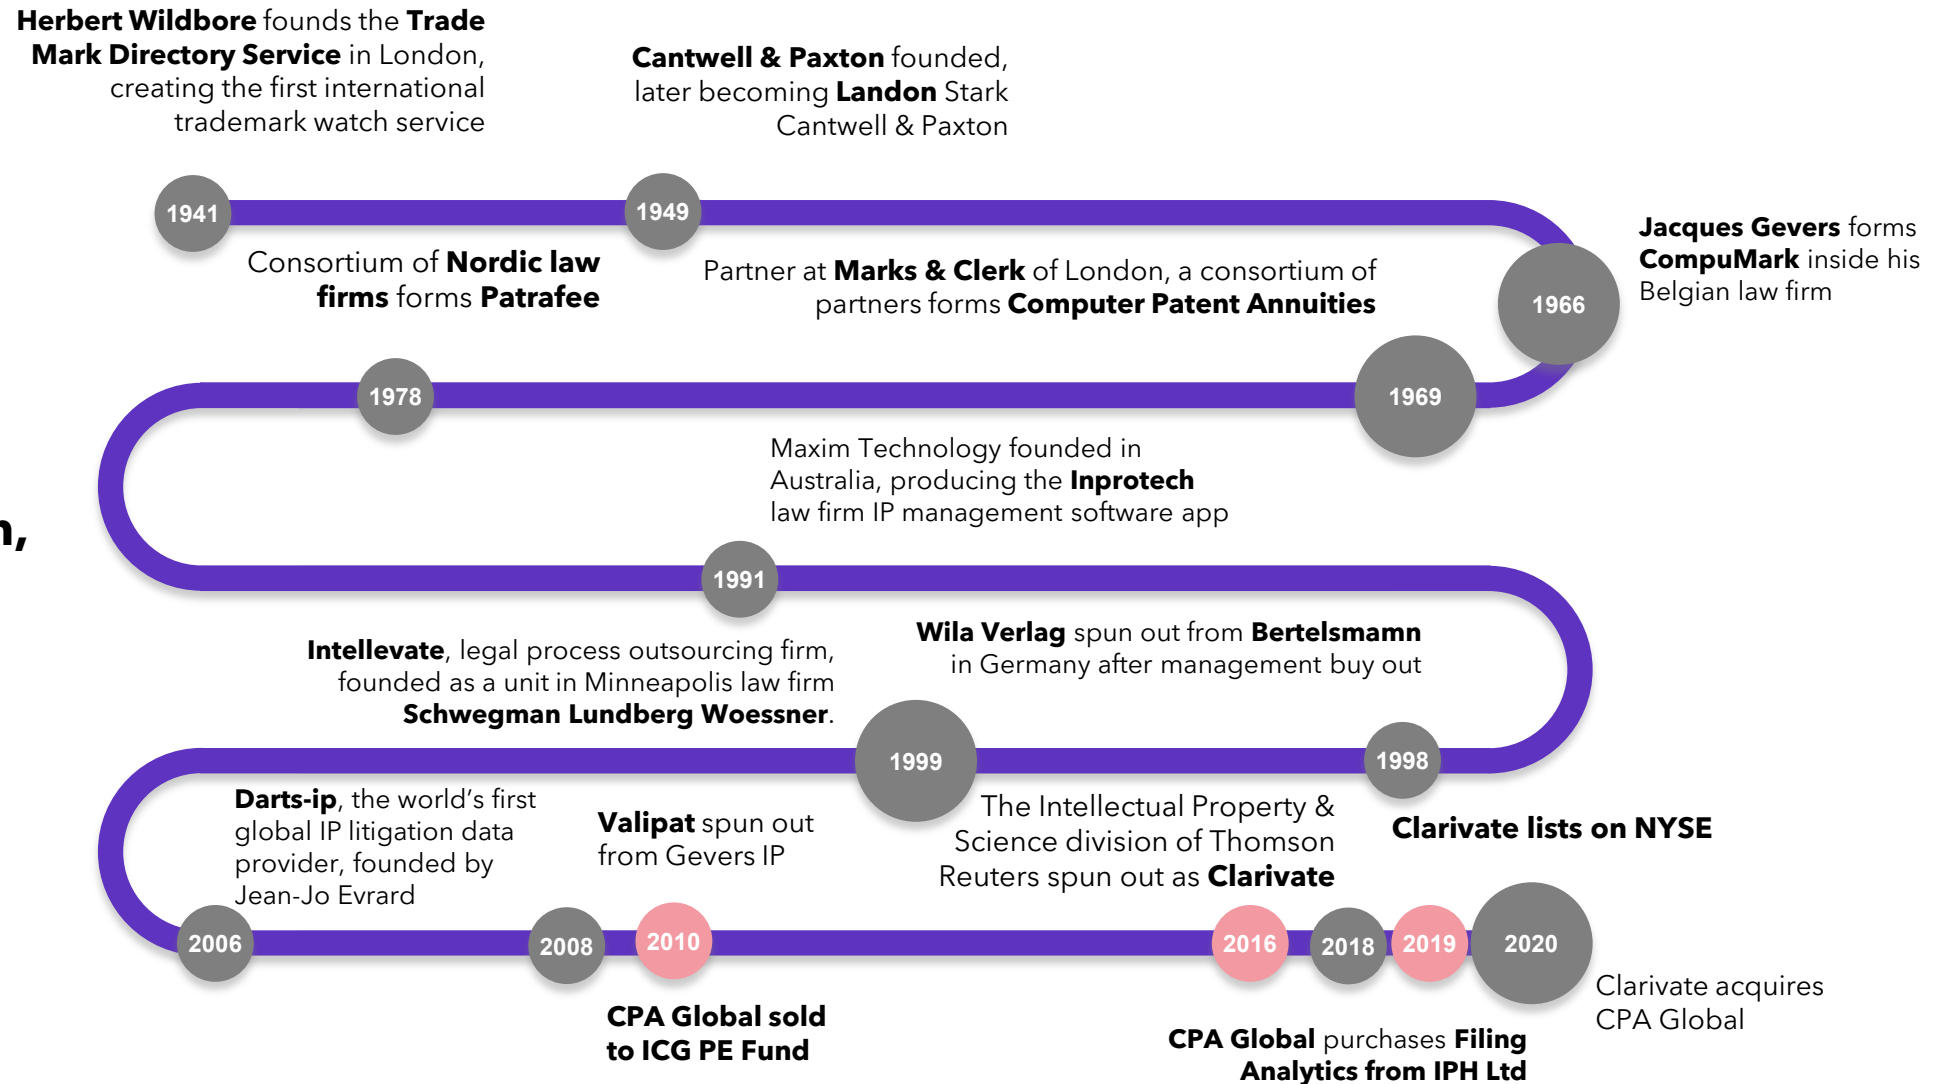 Herbert Wildbore founds the Trade
Mark Directory Service in London,
creating the first international
trademark watch service
Cantwell & Paxton founded,
later becoming Landon Stark
Cantwell & Paxton
1941
1949
Jacques Gevers forms
CompuMark inside his
Belgian law firm
1966
Consortium of Nordic law
firms forms Patrafee
Partner at Marks & Clerk of London, a consortium of
partners forms Computer Patent Annuities
1978
1969
Maxim Technology founded in
Australia, producing the Inprotech
law firm IP management software app
n,
1991
Intellevate, legal process outsourcing firm,
founded as a unit in Minneapolis law firm
Schwegman Lundberg Woessner.
Wila Verlag spun out from Bertelsmamn
in Germany after management buy out
1999
1998
Darts-ip, the world's first
global IP litigation data
provider, founded by
Jean-Jo Evrard
Valipat spun out
from Gevers IP
The Intellectual Property &
Science division of Thomson
Reuters spun out as Clarivate
Clarivate lists on NYSE
2006
2008
2010
2016
2018
2019
2020
CPA Global sold
to ICG PE Fund
CPA Global purchases Filing
Analytics from IPH Ltd
Clarivate acquires
CPA Global